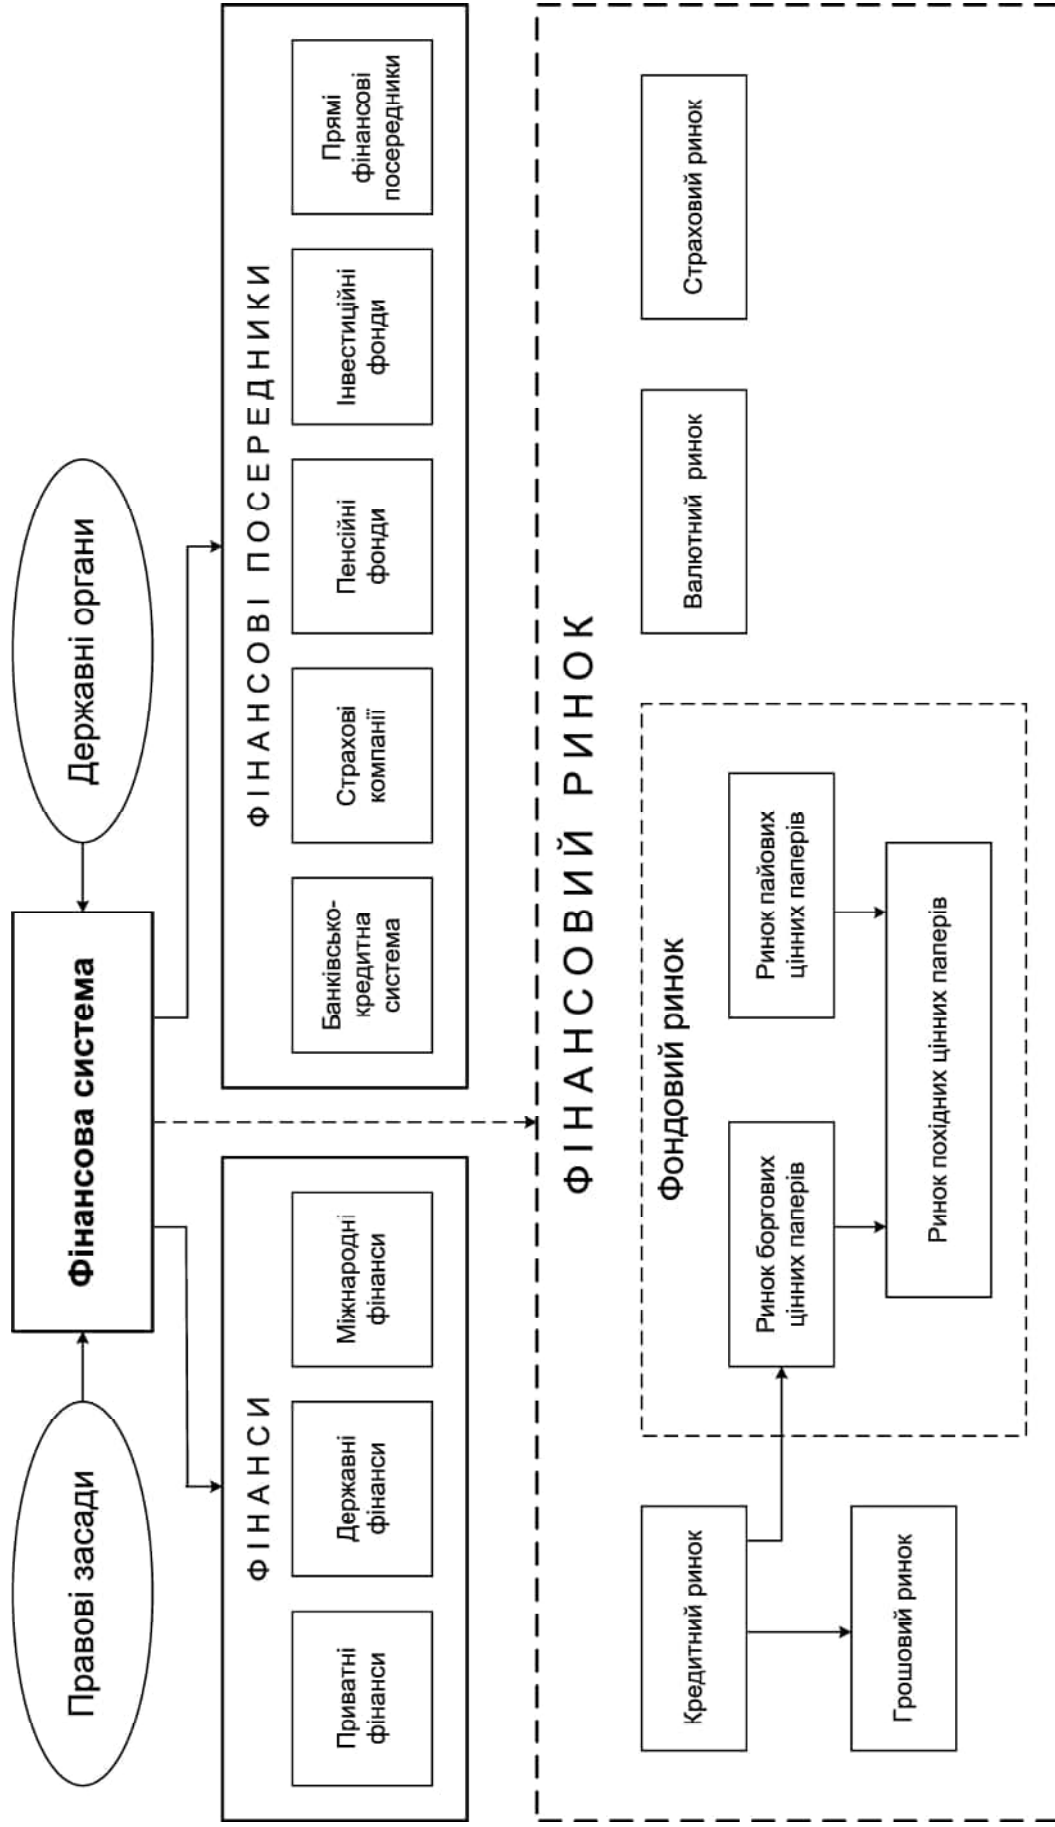 Правові засади
Фінансова система
Державні органи
ФІНАНСИ
Приватні
фінанси
Державні
фінанси
Міжнародні
фінанси
ФІНАНСОВІ ПОСЕРЕДНИКИ
Банківсько-
кредитна
система
Страхові
компанії
Пенсійні
фонди
Інвестиційні
фонди
Прямі
фінансові
посередники
ФІНАНСОВИЙ РИНОК
Кредитний ринок
Грошовий ринок
Фондовий ринок
Ринок боргових
цінних паперів
Ринок пайових
цінних паперів
Ринок похідних цінних паперів
Валютний ринок
Страховий ринок